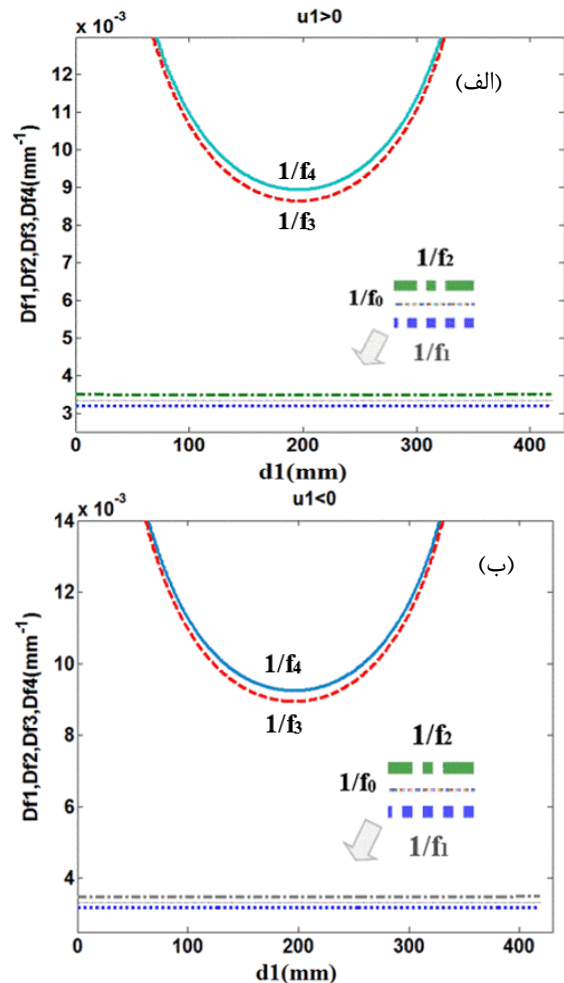 x 10⁻³
u1>0
13
12
11
10
9
8
7
6
5
4
3
Df1, Df2, Df3, Df4(mm⁻¹)
(الف)
1/f₄
1/f₃
1/f₂
1/f₀
1/f₁
0 100 200 300 400
d1(mm)
x 10⁻³
u1<0
14
12
10
8
6
4
Df1, Df2, Df3, Df4(mm⁻¹)
(ب)
1/f₄
1/f₃
1/f₂
1/f₀
1/f₁
0 100 200 300 400
d1(mm)